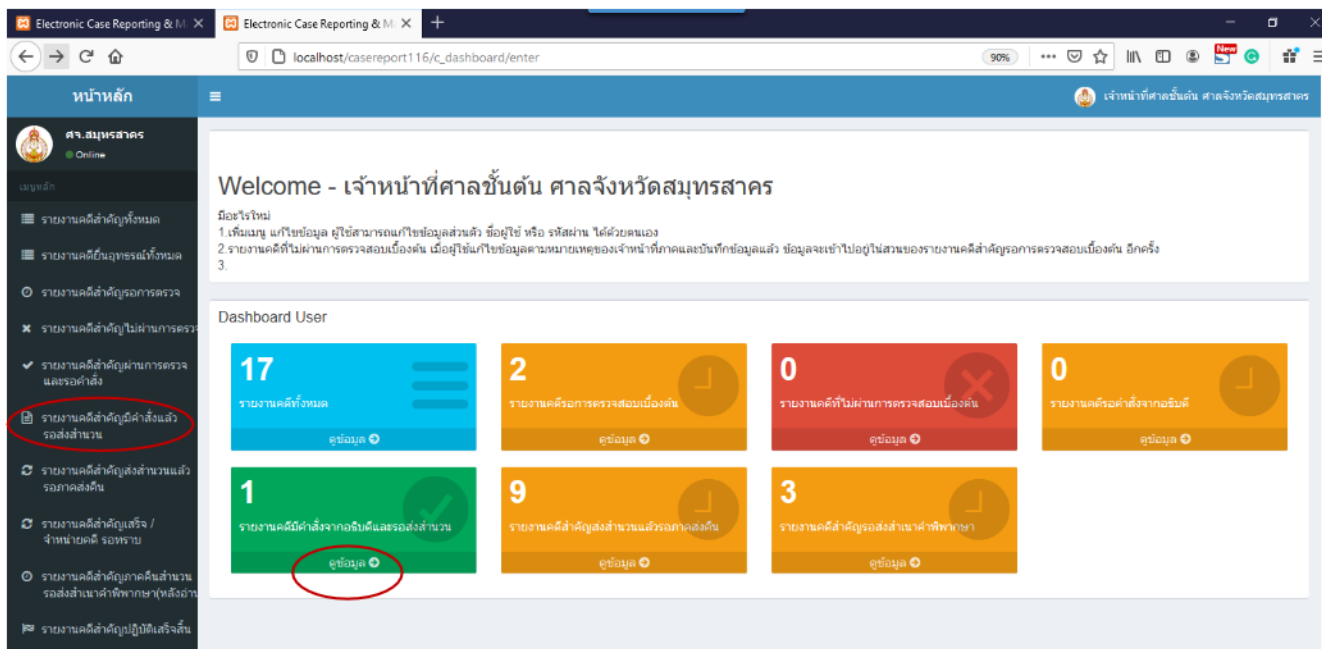 Electronic Case Reporting & M
Electronic Case Reporting & M
localhost/casereport116/c_dashboard/enter
90%
New
หน้าหลัก
เจ้าหน้าที่ศาลชั้นต้น ศาลจังหวัดสมุทรสาคร
ศจ.สมุทรสาคร
Online
เมนูหลัก
รายงานคดีสำคัญทั้งหมด
รายงานคดียื่นอุทธรณ์ทั้งหมด
รายงานคดีสำคัญรอการตรวจ
รายงานคดีสำคัญไม่ผ่านการตรวจ
รายงานคดีสำคัญผ่านการตรวจ
และรอคำสั่ง
รายงานคดีสำคัญมีคำสั่งแล้ว
รอส่งสำนวน
รายงานคดีสำคัญส่งสำนวนแล้ว
รอภาคส่งคืน
รายงานคดีสำคัญเสร็จ /
จำหน่ายคดี รอทราบ
รายงานคดีสำคัญภาคคืนสำนวน
รอส่งสำเนาคำพิพากษา(หลังอ่าน
รายงานคดีสำคัญปฏิบัติเสร็จสิ้น
Welcome - เจ้าหน้าที่ศาลชั้นต้น ศาลจังหวัดสมุทรสาคร
มีอะไรใหม่
1.เพิ่มเมนู แก้ไขข้อมูล ผู้ใช้สามารถแก้ไขข้อมูลส่วนตัว ชื่อผู้ใช้ หรือ รหัสผ่าน ได้ด้วยตนเอง
2.รายงานคดีที่ไม่ผ่านการตรวจสอบเบื้องต้น เมื่อผู้ใช้แก้ไขข้อมูลตามหมายเหตุของเจ้าหน้าที่ภาคและบันทึกข้อมูลแล้ว ข้อมูลจะเข้าไปอยู่ในส่วนของรายงานคดีสำคัญรอการตรวจสอบเบื้องต้น อีกครั้ง
3.
Dashboard User
17
รายงานคดีทั้งหมด
ดูข้อมูล
2
รายงานคดีรอการตรวจสอบเบื้องต้น
ดูข้อมูล
0
รายงานคดีที่ไม่ผ่านการตรวจสอบเบื้องต้น
ดูข้อมูล
0
รายงานคดีรอคำสั่งจากอธิบดี
ดูข้อมูล
1
รายงานคดีมีคำสั่งจากอธิบดีและรอส่งสำนวน
ดูข้อมูล
9
รายงานคดีสำคัญส่งสำนวนแล้วรอภาคส่งคืน
ดูข้อมูล
3
รายงานคดีสำคัญรอส่งสำเนาคำพิพากษา
ดูข้อมูล